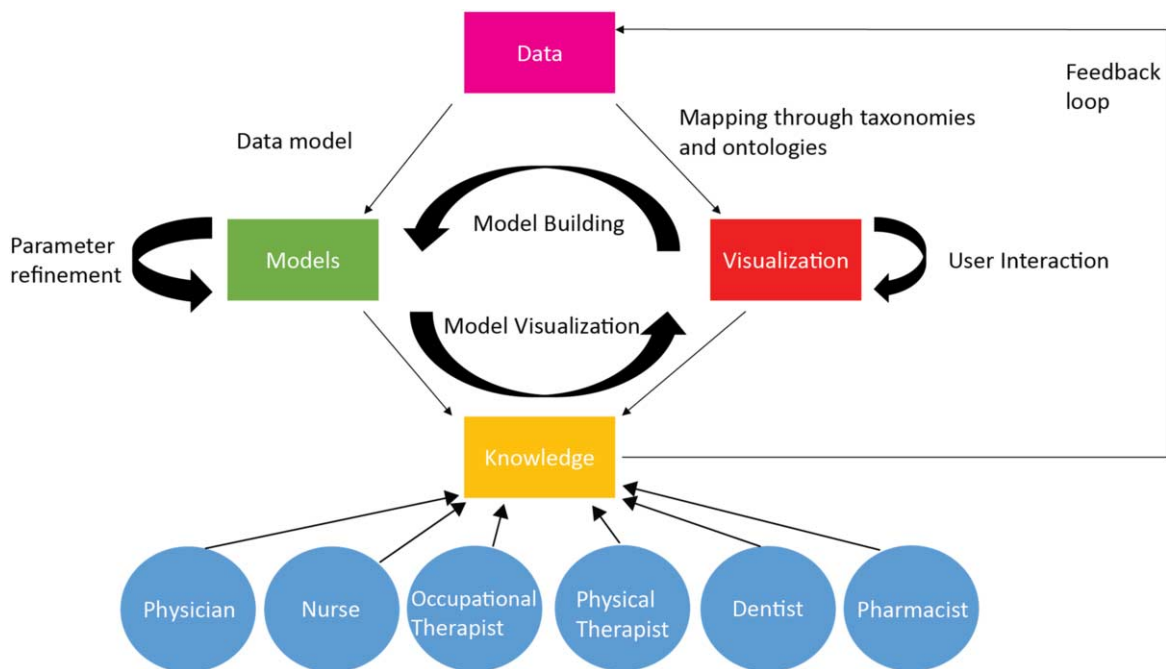 Data
Feedback
loop
Data model
Mapping through taxonomies
and ontologies
Model Building
Parameter
refinement
Models
Visualization
User Interaction
Model Visualization
Knowledge
Physician
Nurse
Occupational
Therapist
Physical
Therapist
Dentist
Pharmacist